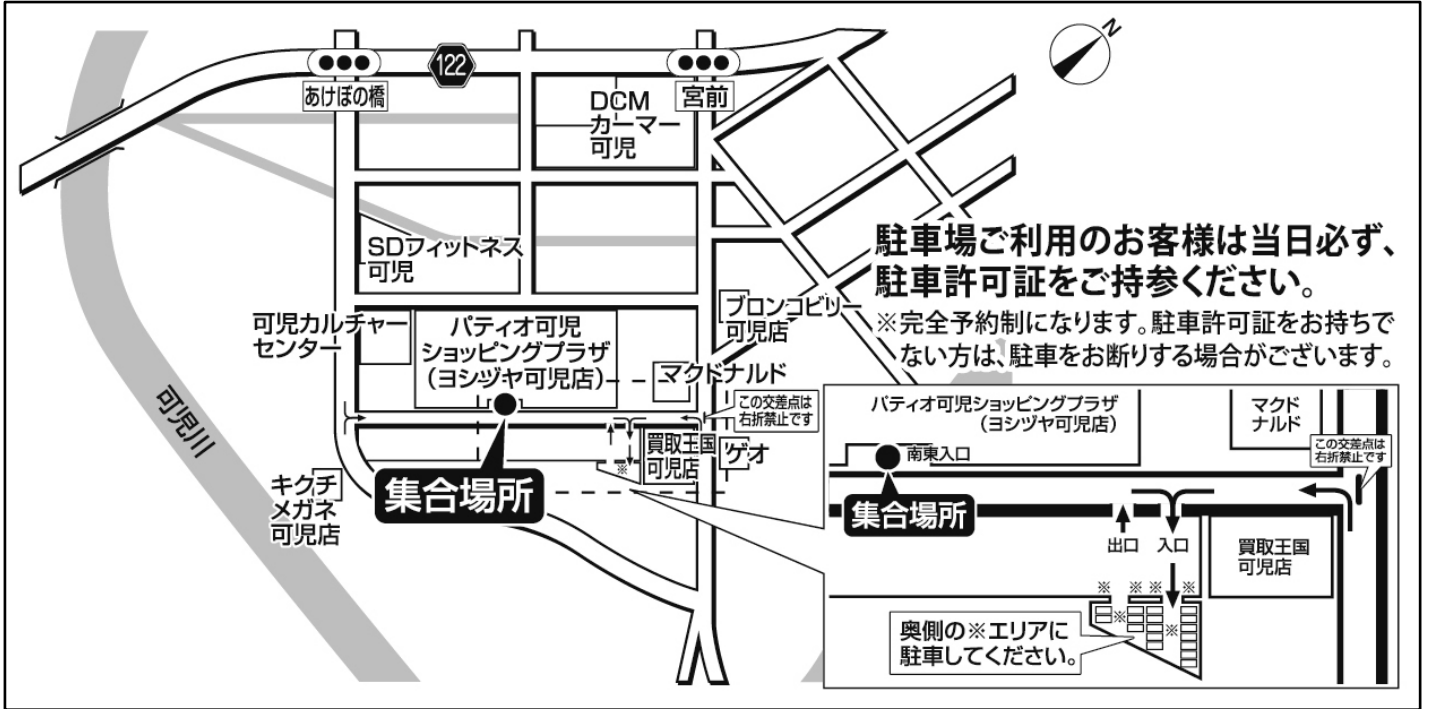 N
122
あけぼの橋
宮前
DCM
カーマー
可児
SDフィットネス
可児
駐車場ご利用のお客様は当日必ず、
駐車許可証をご持参ください。
※完全予約制になります。駐車許可証をお持ちで
ない方は、駐車をお断りする場合がございます。
可児カルチャー
センター
パティオ可児
ショッピングプラザ
(ヨシヅヤ可児店)
ブロンコビリー
可児店
マクドナルド
この交差点は
右折禁止です
買取王国
可児店
ゲオ
※
可児川
キクチ
メガネ
可児店
集合場所
パティオ可児ショッピングプラザ
(ヨシヅヤ可児店)
マクド
ナルド
この交差点は
右折禁止です
南東入口
集合場所
出口
入口
買取王国
可児店
※
※ ※
※
※
※
奥側の※エリアに
駐車してください。